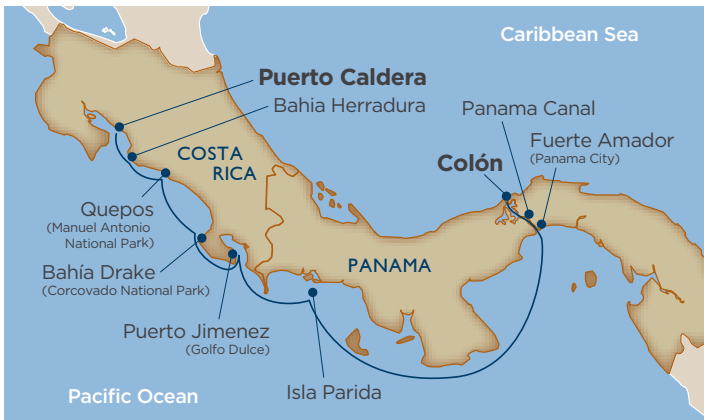 Caribbean Sea
Puerto Caldera
Bahia Herradura
Panama Canal
Fuerte Amador
(Panama City)
COSTA
RICA
Colón
Quepos
(Manuel Antonio
National Park)
Bahía Drake
(Corcovado National Park)
PANAMA
Puerto Jimenez
(Golfo Dulce)
Isla Parida
Pacific Ocean